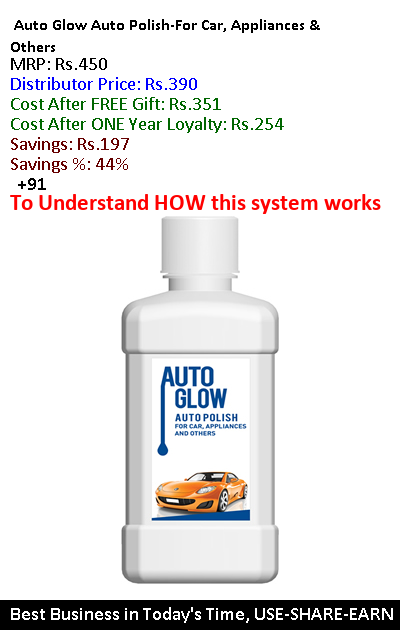 Auto Glow Auto Polish-For Car, Appliances &
Others
MRP: Rs.450
Distributor Price: Rs.390
Cost After FREE Gift: Rs.351
Cost After ONE Year Loyalty: Rs.254
Savings: Rs.197
Savings %: 44%
+91
To Understand HOW this system works
AUTO
GLOW
AUTO POLISH
FOR CAR, APPLIANCES
AND OTHERS
Best Business in Today's Time, USE-SHARE-EARN